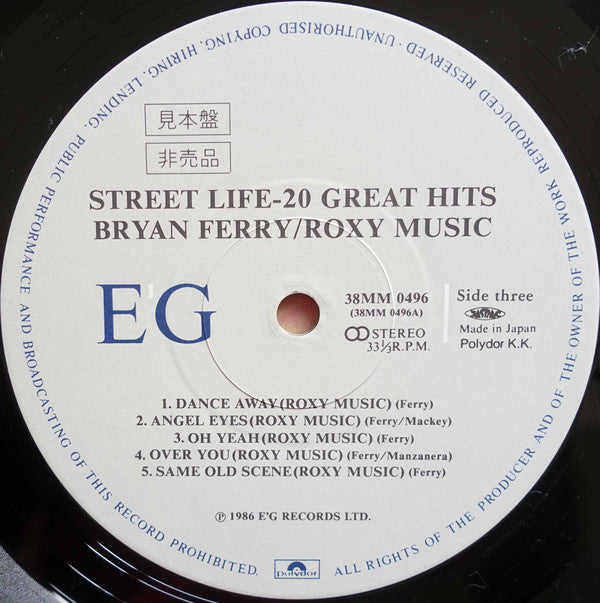 見本盤
非売品
STREET LIFE-20 GREAT HITS
BRYAN FERRY/ROXY MUSIC
E'G
38MM 0496
(38MM 0496A)
STEREO
33⅓R.P.M.
Side three
JASRAC
Made in Japan
Polydor K.K.
1. DANCE AWAY(ROXY MUSIC) (Ferry)
2. ANGEL EYES(ROXY MUSIC) (Ferry/Mackey)
3. OH YEAH(ROXY MUSIC) (Ferry)
4. OVER YOU(ROXY MUSIC) (Ferry/Manzanera)
5. SAME OLD SCENE(ROXY MUSIC) (Ferry)
Ⓟ 1986 E'G RECORDS LTD.
polydor
ALL RIGHTS OF THE PRODUCER AND OF THE OWNER OF THE WORK REPRODUCED RESERVED · UNAUTHORISED COPYING, HIRING, LENDING, PUBLIC PERFORMANCE AND BROADCASTING OF THIS RECORD PROHIBITED.